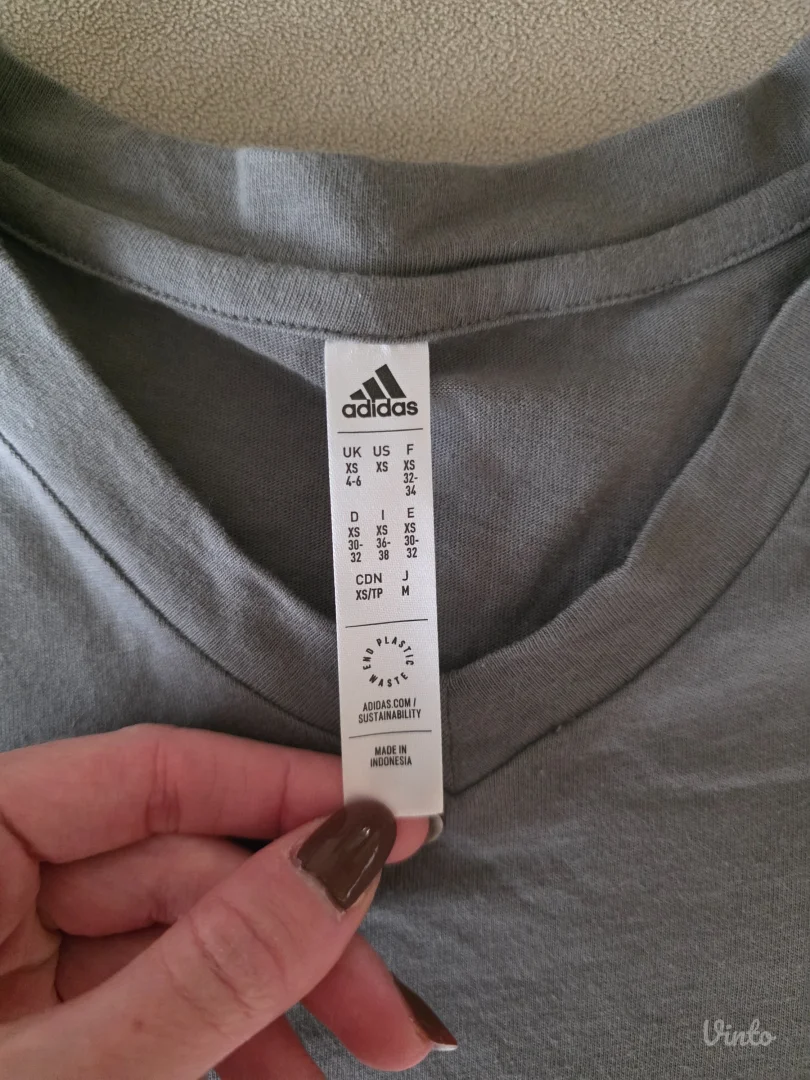 adidas
UK US F
XS XS XS
4-6 32-
34
D I E
XS XS XS
30- 36- 30-
32 38 32
CDN J
XS/TP M
END PLASTIC WASTE
ADIDAS.COM/
SUSTAINABILITY
MADE IN
INDONESIA
Vinto